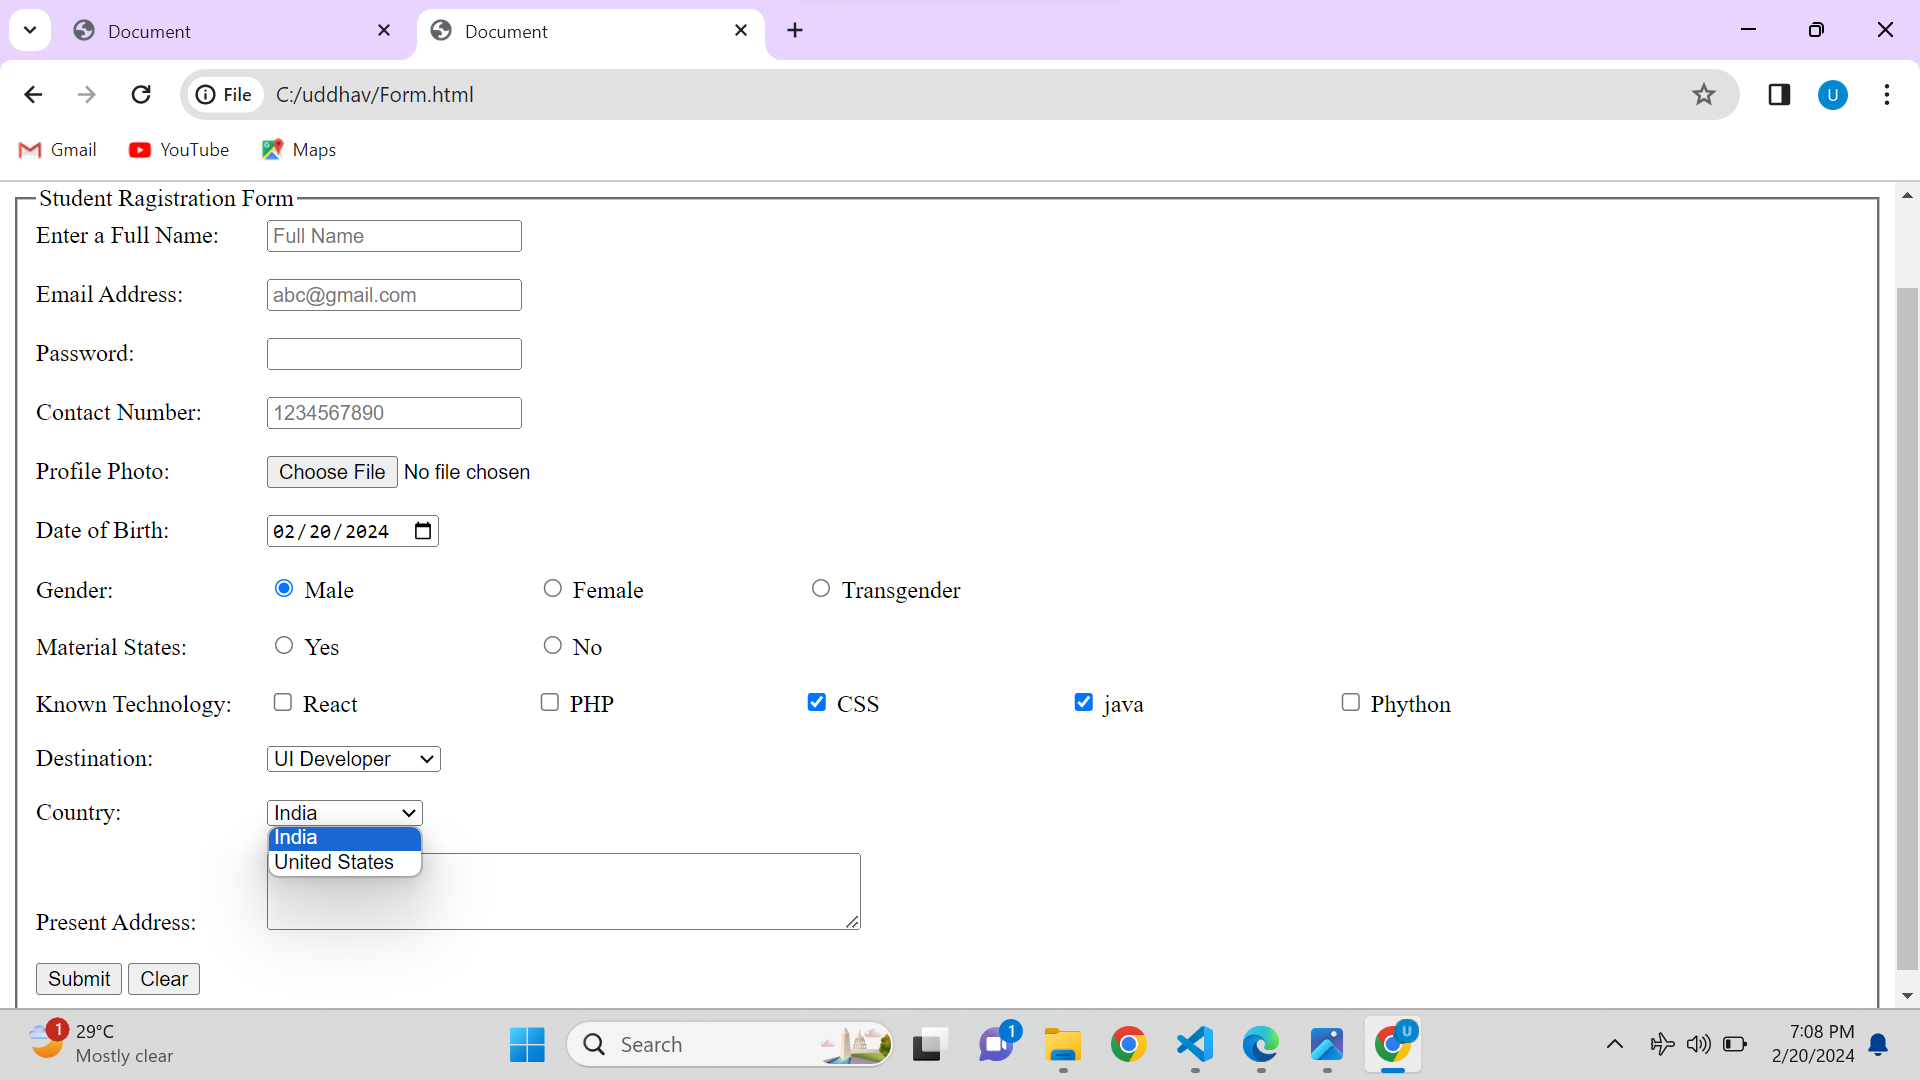 Document
Document
File C:/uddhav/Form.html
U
Gmail YouTube Maps
Student Ragistration Form
Enter a Full Name: Full Name
Email Address: abc@gmail.com
Password:
Contact Number: 1234567890
Profile Photo: Choose File No file chosen
Date of Birth: 02/20/2024
Gender: Male Female Transgender
Material States: Yes No
Known Technology: React PHP CSS java Phython
Destination: UI Developer
Country: India
India
United States
Present Address:
Submit Clear
1 29°C
Mostly clear
Search
1
U
7:08 PM
2/20/2024